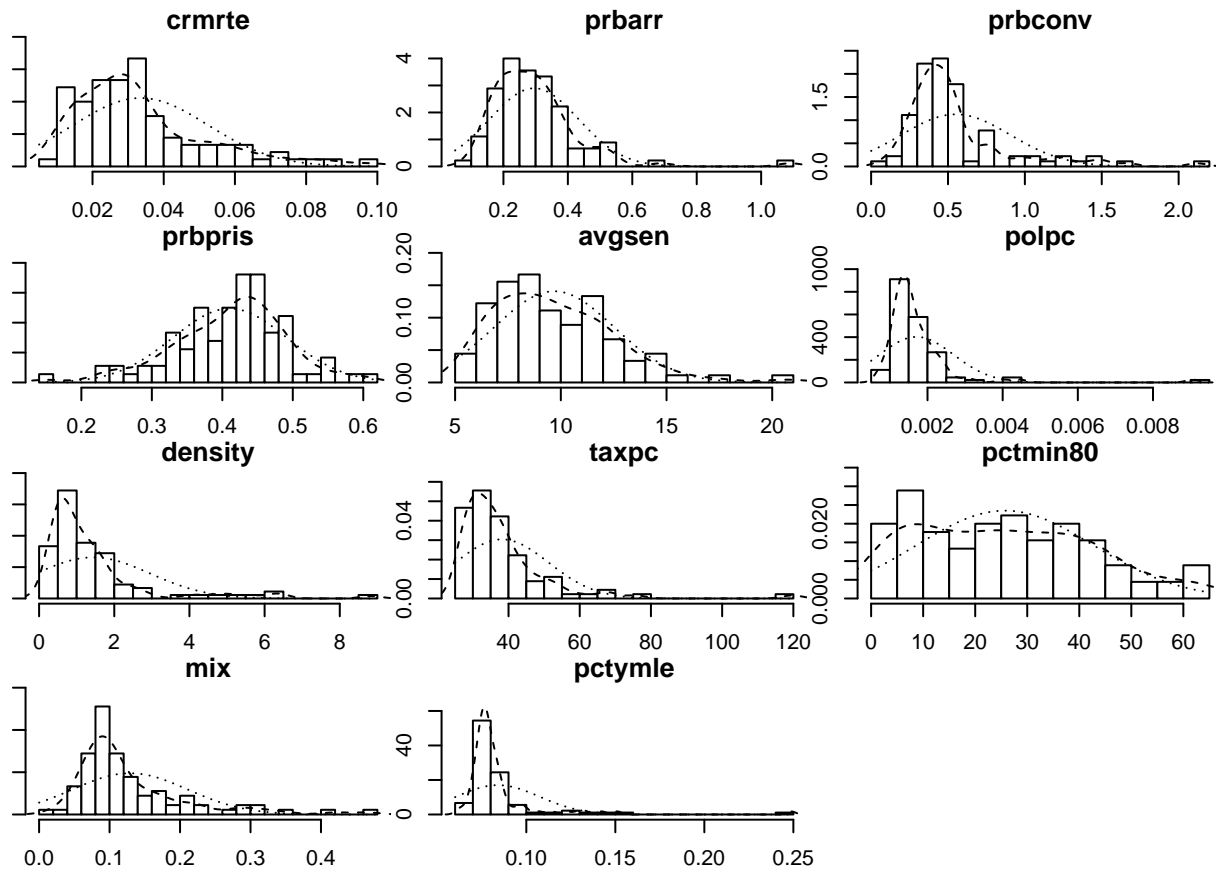 crmrte
prbarr
prbconv
0.02 0.04 0.06 0.08 0.10
0 2 4
0.2 0.4 0.6 0.8 1.0
0.0 1.5
0.0 0.5 1.0 1.5 2.0
prbpris
avgsen
polpc
0.2 0.3 0.4 0.5 0.6
0.00 0.10 0.20
5 10 15 20
0 400 1000
0.002 0.004 0.006 0.008
density
taxpc
pctmin80
0 2 4 6 8
0.00 0.04
40 60 80 100 120
0.000 0.020
0 10 20 30 40 50 60
mix
pctymle
0.0 0.1 0.2 0.3 0.4
0 40
0.10 0.15 0.20 0.25